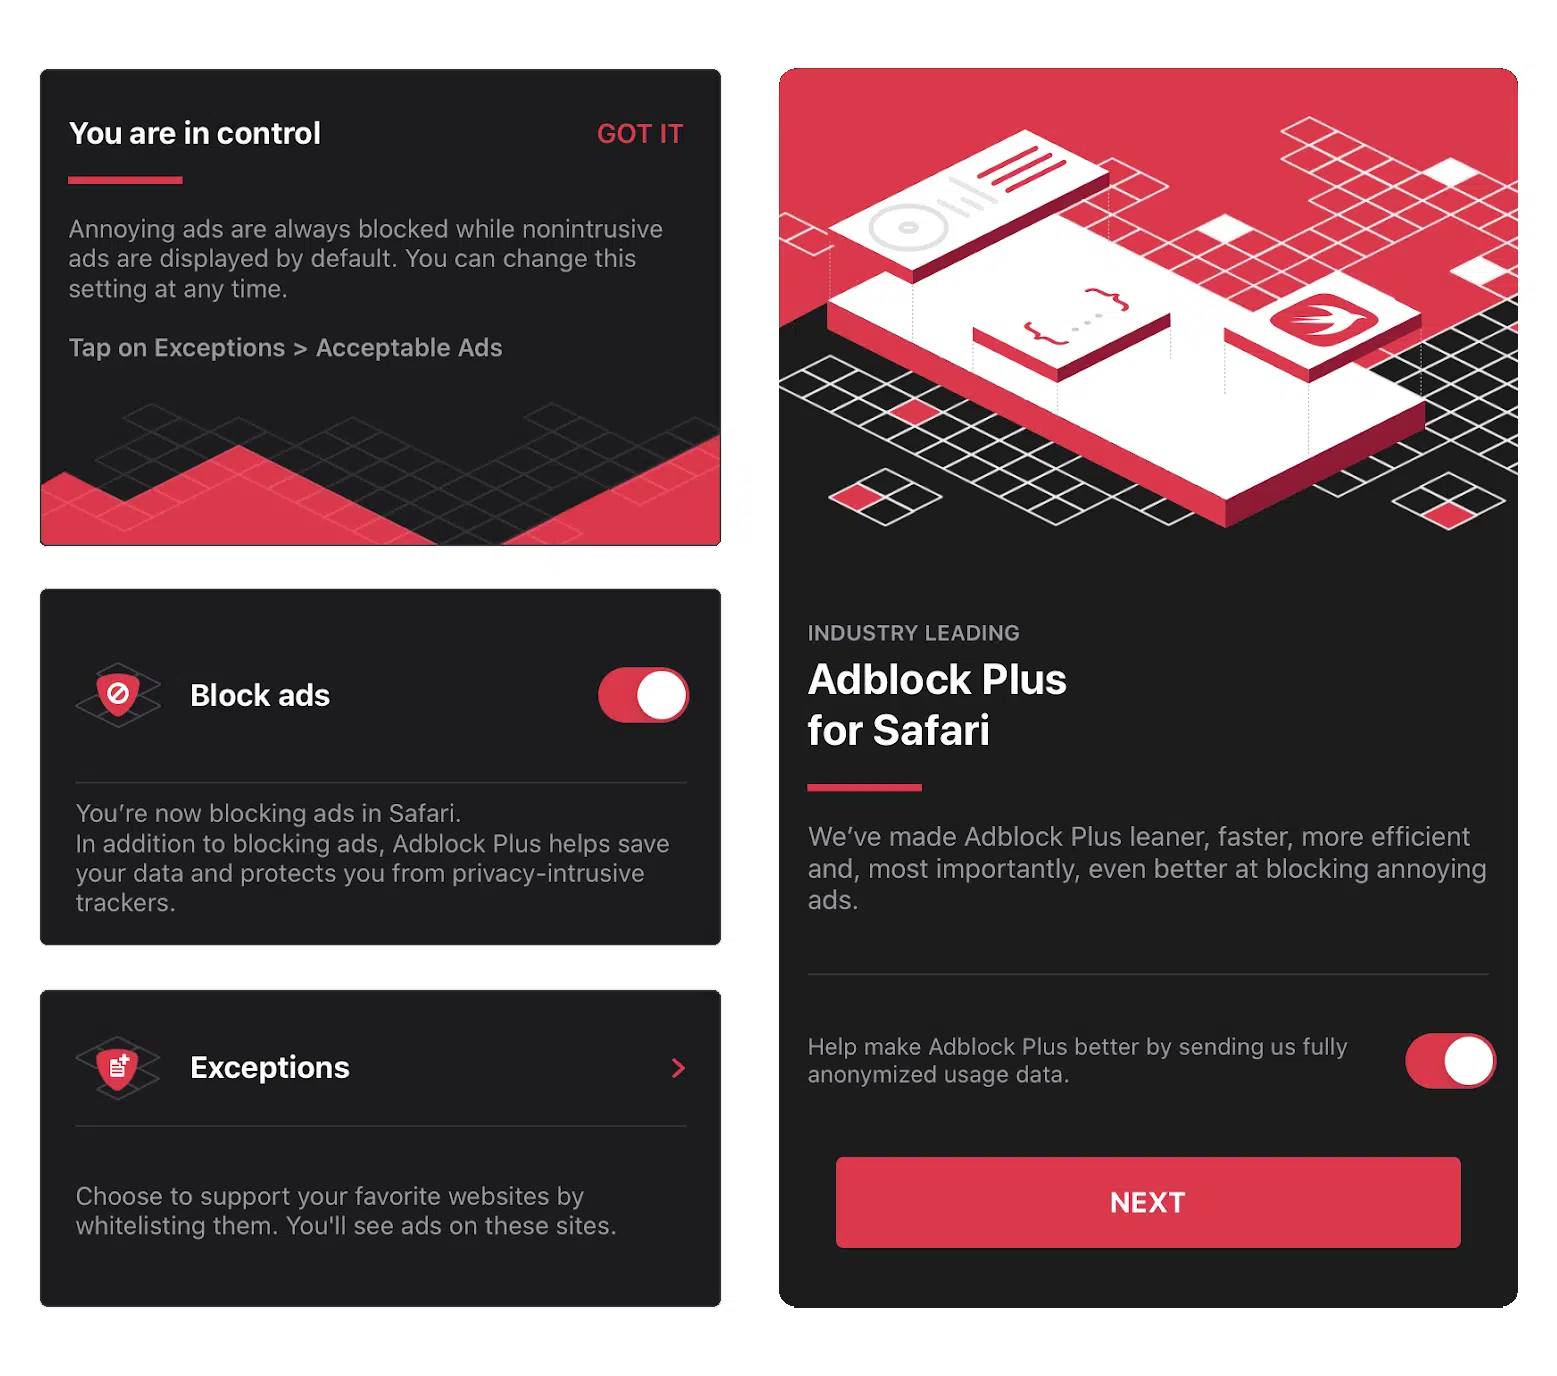 You are in control
GOT IT
Annoying ads are always blocked while nonintrusive
ads are displayed by default. You can change this
setting at any time.
Tap on Exceptions > Acceptable Ads
Block ads
You’re now blocking ads in Safari.
In addition to blocking ads, Adblock Plus helps save
your data and protects you from privacy-intrusive
trackers.
Exceptions
Choose to support your favorite websites by
whitelisting them. You'll see ads on these sites.
INDUSTRY LEADING
Adblock Plus
for Safari
We’ve made Adblock Plus leaner, faster, more efficient
and, most importantly, even better at blocking annoying
ads.
Help make Adblock Plus better by sending us fully
anonymized usage data.
NEXT